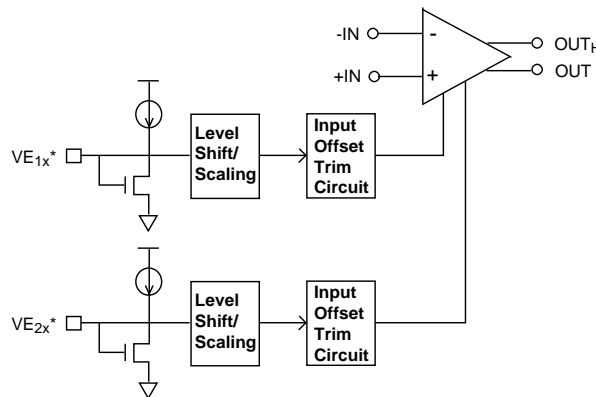 -IN
-
OUTH
+IN
+
OUT
VE1x*
Level
Shift/
Scaling
Input
Offset
Trim
Circuit
VE2x*
Level
Shift/
Scaling
Input
Offset
Trim
Circuit